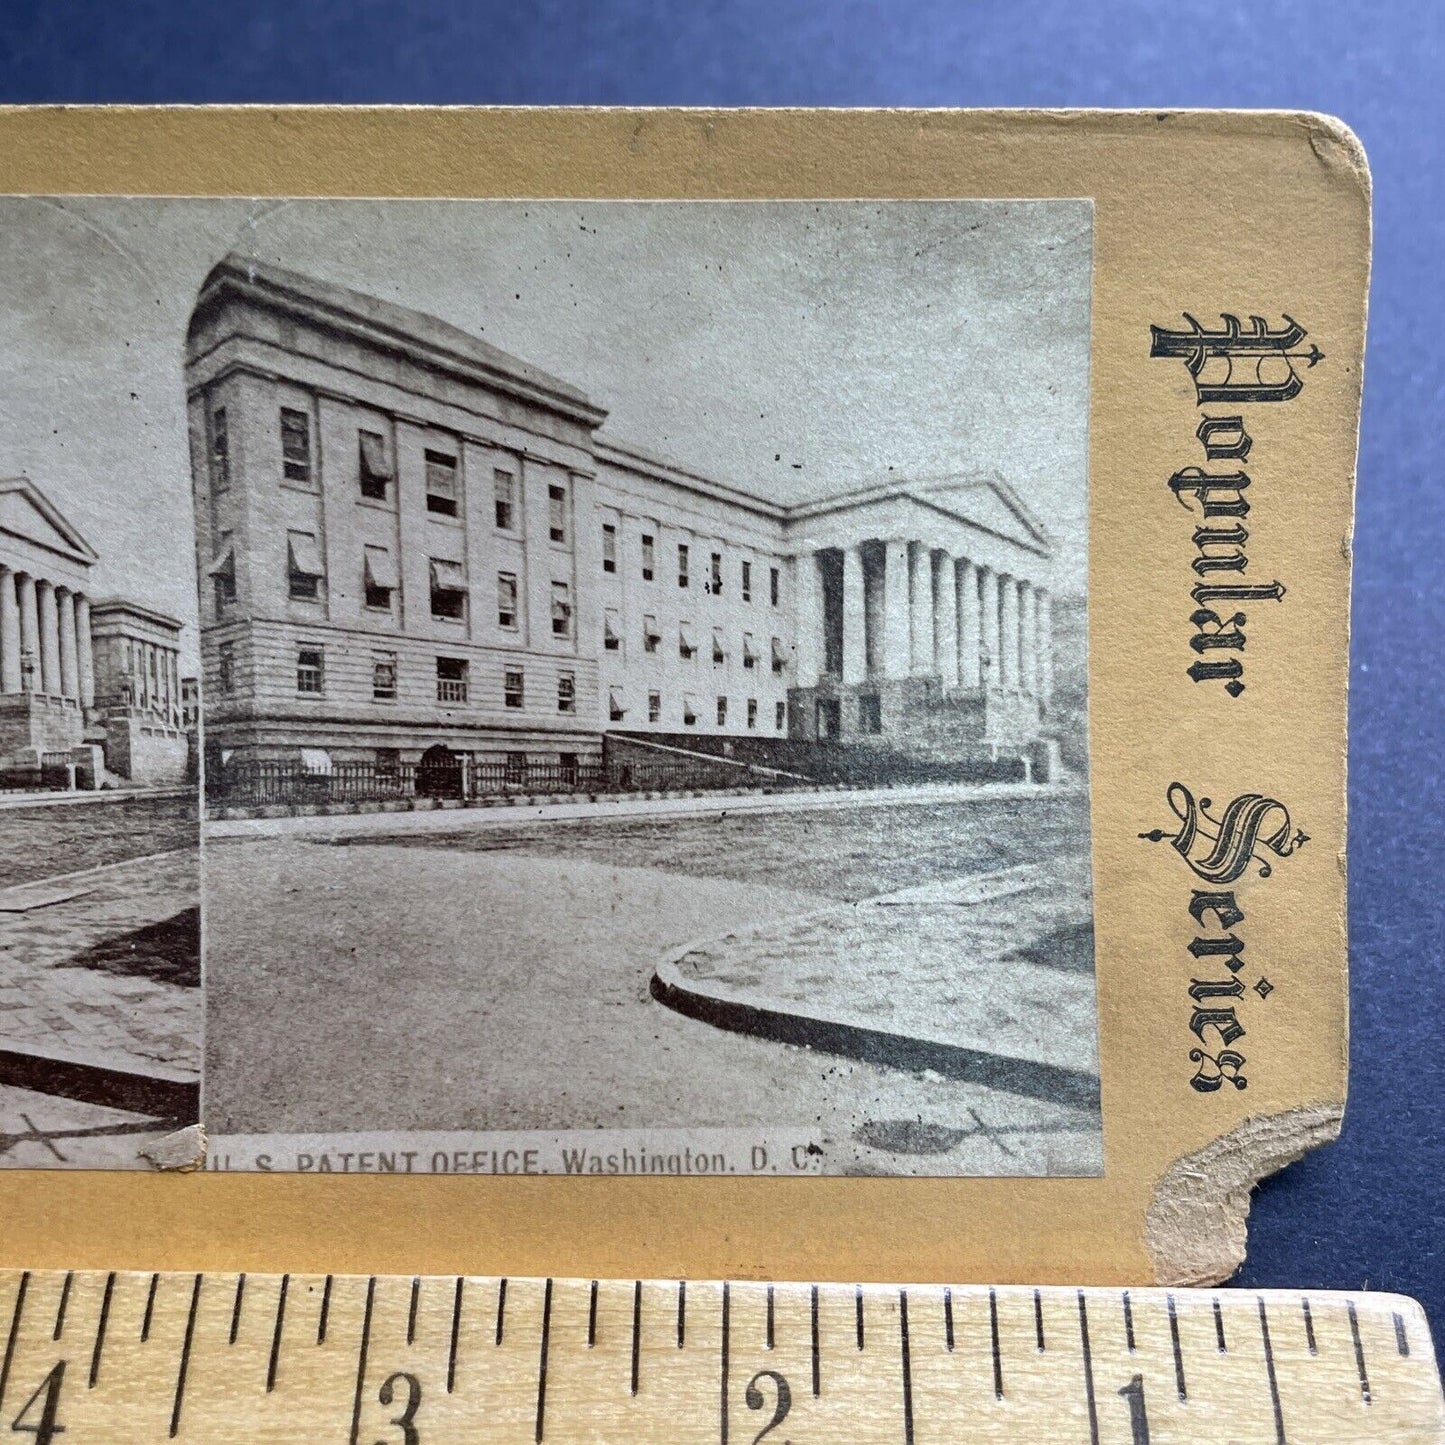 Popular Series
U. S. PATENT OFFICE, Washington, D. C.
4 3 2 1